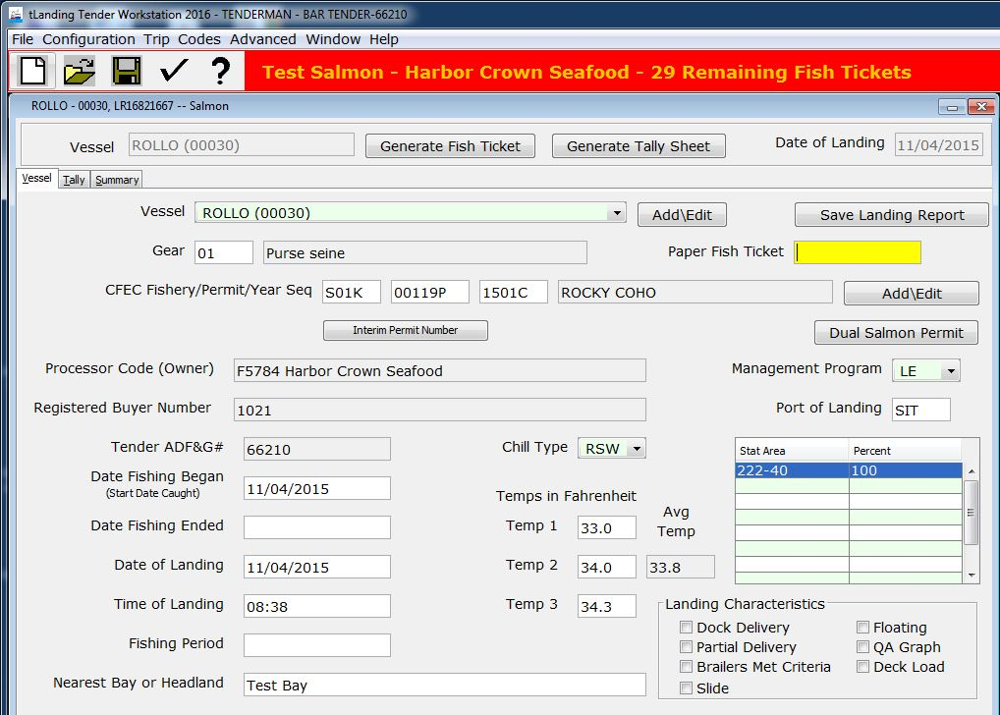 tLanding Tender Workstation 2016 - TENDERMAN - BAR TENDER-66210
File Configuration Trip Codes Advanced Window Help
? Test Salmon - Harbor Crown Seafood - 29 Remaining Fish Tickets
ROLLO - 00030, LR16821667 -- Salmon
Vessel ROLLO (00030) Generate Fish Ticket Generate Tally Sheet Date of Landing 11/04/2015
Vessel Tally Summary
Vessel ROLLO (00030) Add\Edit Save Landing Report
Gear 01 Purse seine Paper Fish Ticket
CFEC Fishery/Permit/Year Seq S01K 00119P 1501C ROCKY COHO Add\Edit
Interim Permit Number Dual Salmon Permit
Processor Code (Owner) F5784 Harbor Crown Seafood Management Program LE
Registered Buyer Number 1021 Port of Landing SIT
Tender ADF&G# 66210 Chill Type RSW Stat Area Percent
222-40 100
Date Fishing Began 11/04/2015
(Start Date Caught)
Temps in Fahrenheit
Date Fishing Ended Temp 1 33.0 Avg
Temp
Date of Landing 11/04/2015 Temp 2 34.0 33.8
Time of Landing 08:38 Temp 3 34.3 Landing Characteristics
Dock Delivery Floating
Fishing Period Partial Delivery QA Graph
Brailers Met Criteria Deck Load
Nearest Bay or Headland Test Bay Slide